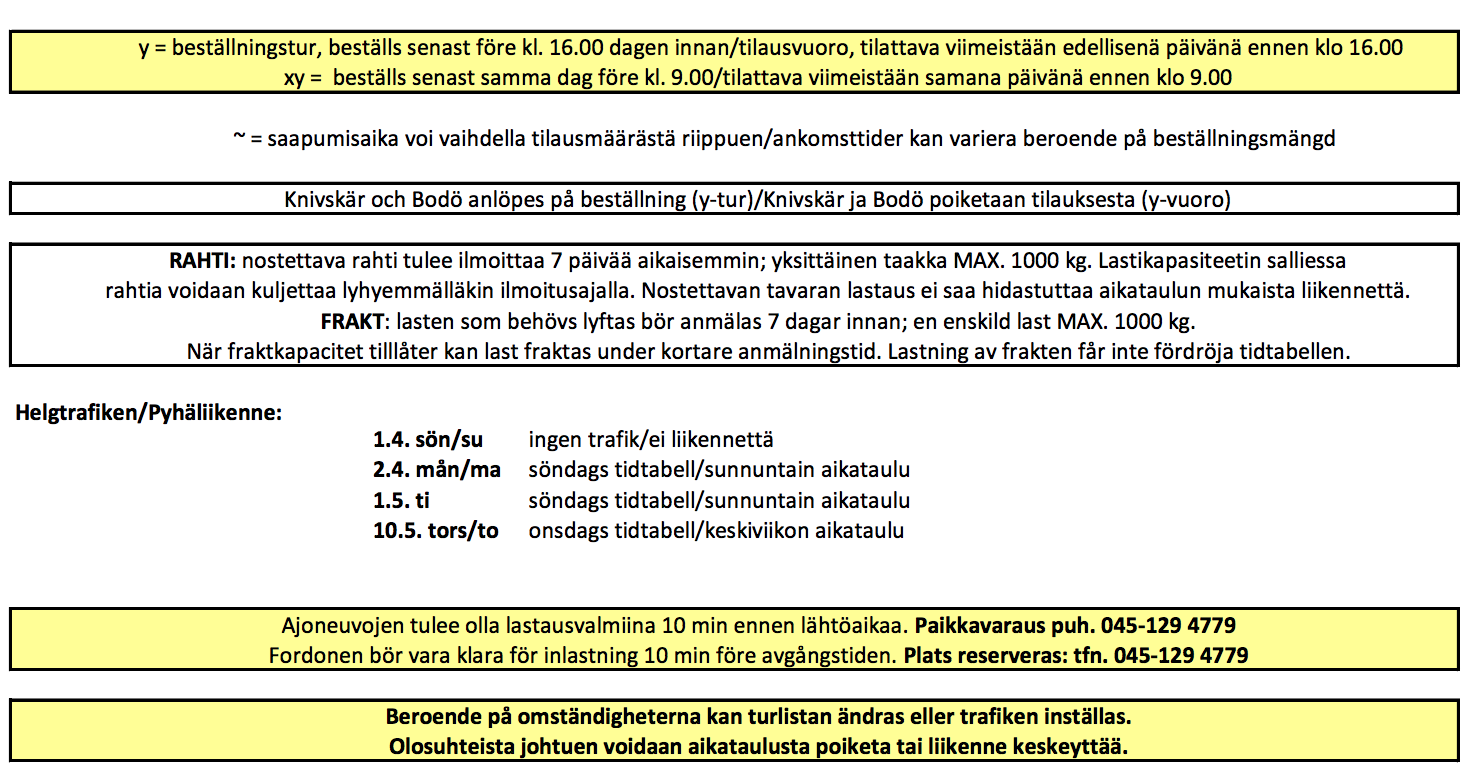 y = beställningstur, beställs senast före kl. 16.00 dagen innan/tilausvuoro, tilattava viimeistään edellisenä päivänä ennen klo 16.00
xy =  beställs senast samma dag före kl. 9.00/tilattava viimeistään samana päivänä ennen klo 9.00
~ = saapumisaika voi vaihdella tilausmäärästä riippuen/ankomsttider kan variera beroende på beställningsmängd
Knivskär och Bodö anlöpes på beställning (y-tur)/Knivskär ja Bodö poiketaan tilauksesta (y-vuoro)
RAHTI: nostettava rahti tulee ilmoittaa 7 päivää aikaisemmin; yksittäinen taakka MAX. 1000 kg. Lastikapasiteetin salliessa
rahtia voidaan kuljettaa lyhyemmälläkin ilmoitusajalla. Nostettavan tavaran lastaus ei saa hidastuttaa aikataulun mukaista liikennettä.
FRAKT: lasten som behövs lyftas bör anmälas 7 dagar innan; en enskild last MAX. 1000 kg.
När fraktkapacitet tilllåter kan last fraktas under kortare anmälningstid. Lastning av frakten får inte fördröja tidtabellen.
Helgtrafiken/Pyhäliikenne:
1.4. sön/su ingen trafik/ei liikennettä
2.4. mån/ma söndags tidtabell/sunnuntain aikataulu
1.5. ti söndags tidtabell/sunnuntain aikataulu
10.5. tors/to onsdags tidtabell/keskiviikon aikataulu
Ajoneuvojen tulee olla lastausvalmiina 10 min ennen lähtöaikaa. Paikkavaraus puh. 045-129 4779
Fordonen bör vara klara för inlastning 10 min före avgångstiden. Plats reserveras: tfn. 045-129 4779
Beroende på omständigheterna kan turlistan ändras eller trafiken inställas.
Olosuhteista johtuen voidaan aikataulusta poiketa tai liikenne keskeyttää.